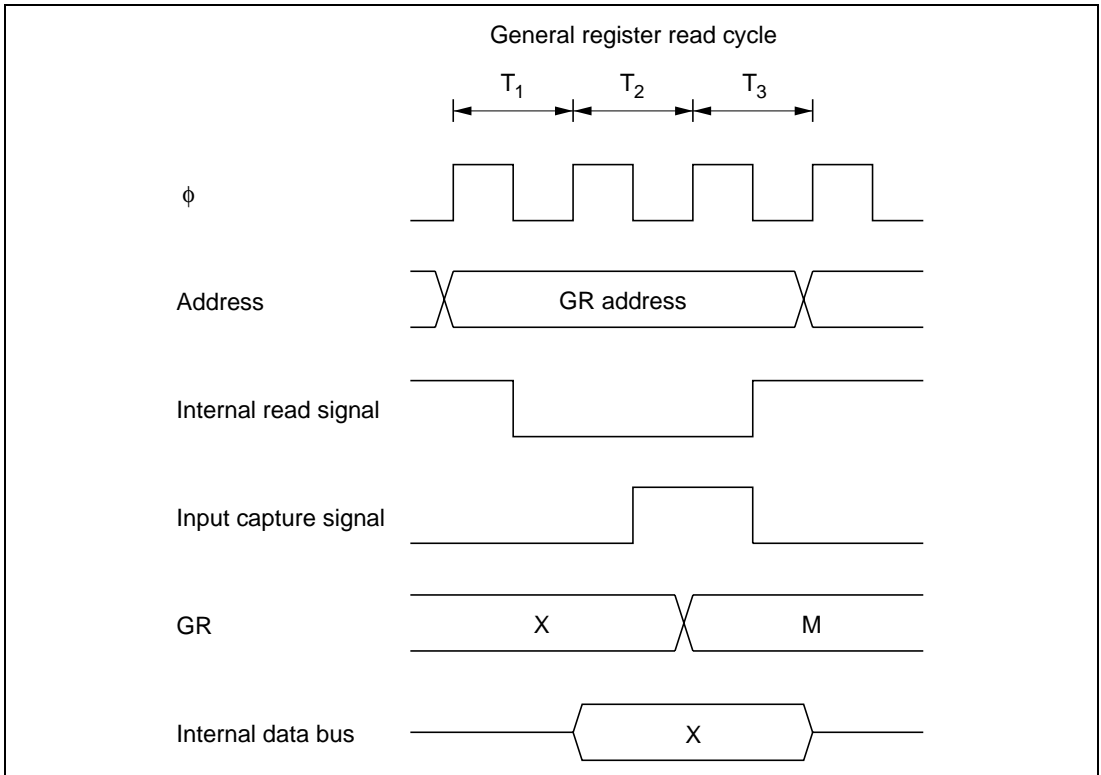 General register read cycle
T1 T2 T3
ϕ
Address
GR address
Internal read signal
Input capture signal
GR
X
M
Internal data bus
X